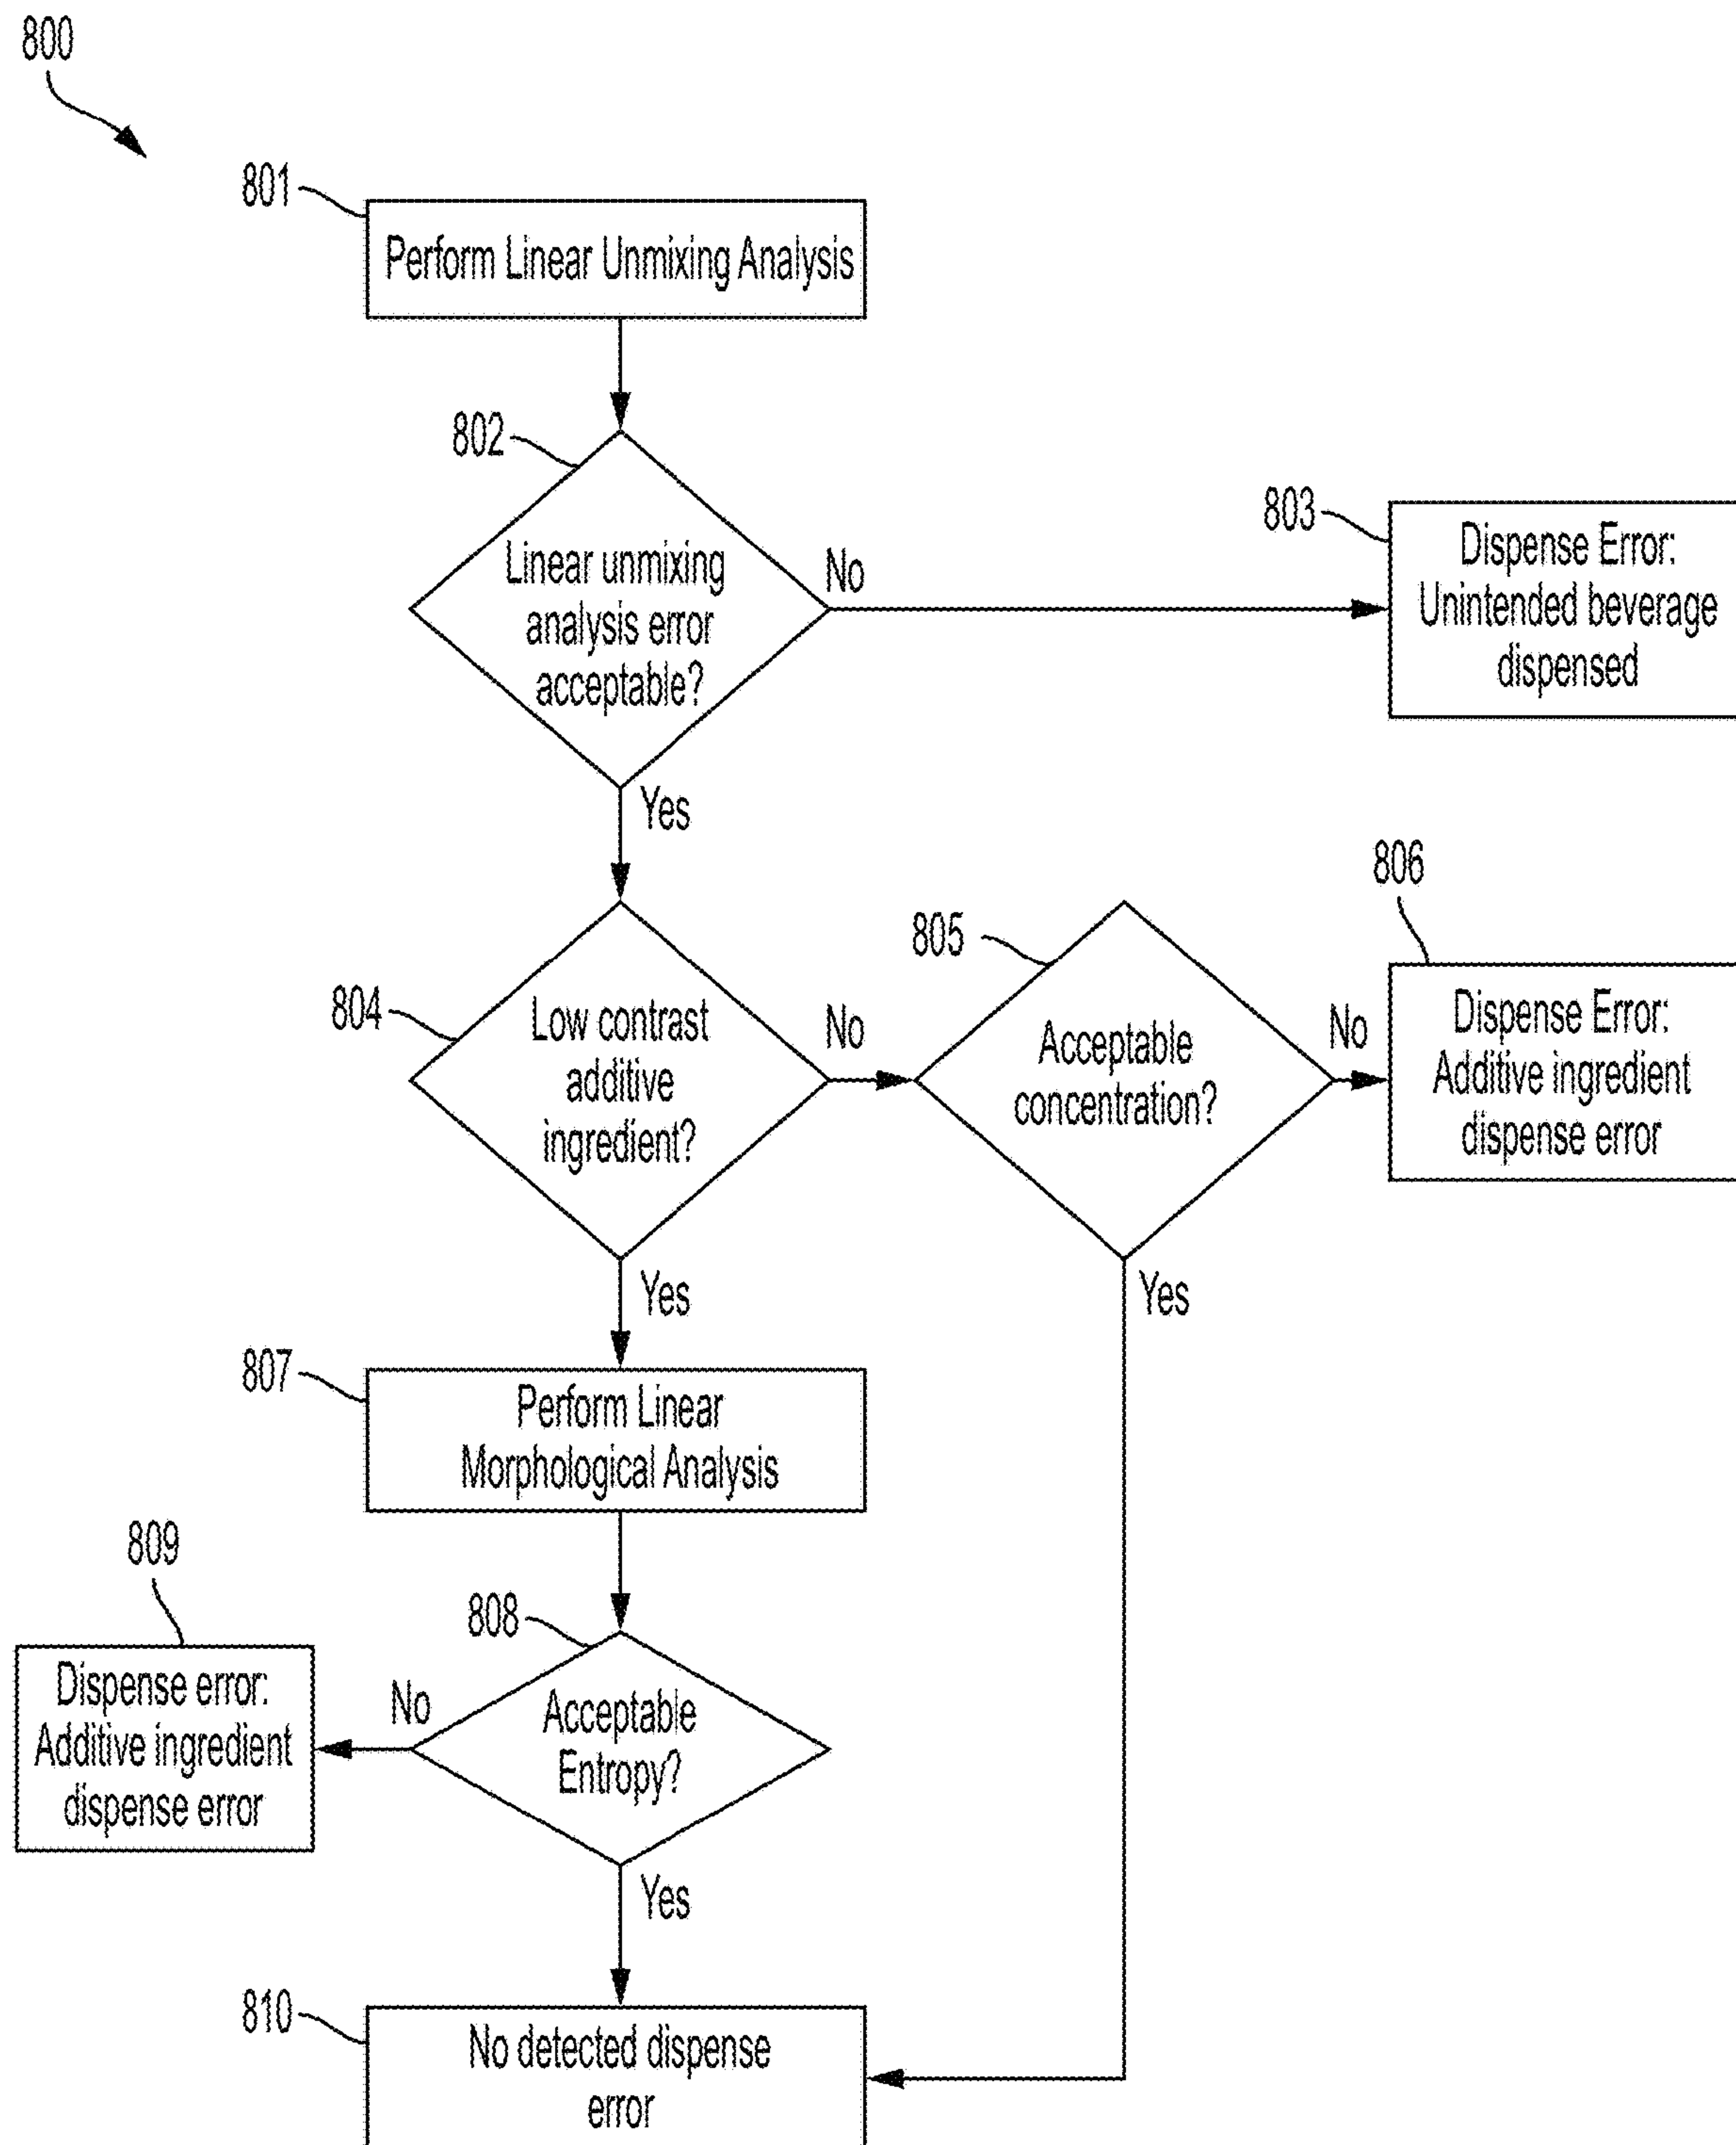 800
801
Perform Linear Unmixing Analysis
802
Linear unmixing
analysis error
acceptable?
No
803
Dispense Error:
Unintended beverage
dispensed
Yes
804
Low contrast
additive
ingredient?
No
805
Acceptable
concentration?
No
806
Dispense Error:
Additive ingredient
dispense error
Yes
Yes
807
Perform Linear
Morphological Analysis
808
Acceptable
Entropy?
No
809
Dispense error:
Additive ingredient
dispense error
Yes
810
No detected dispense
error